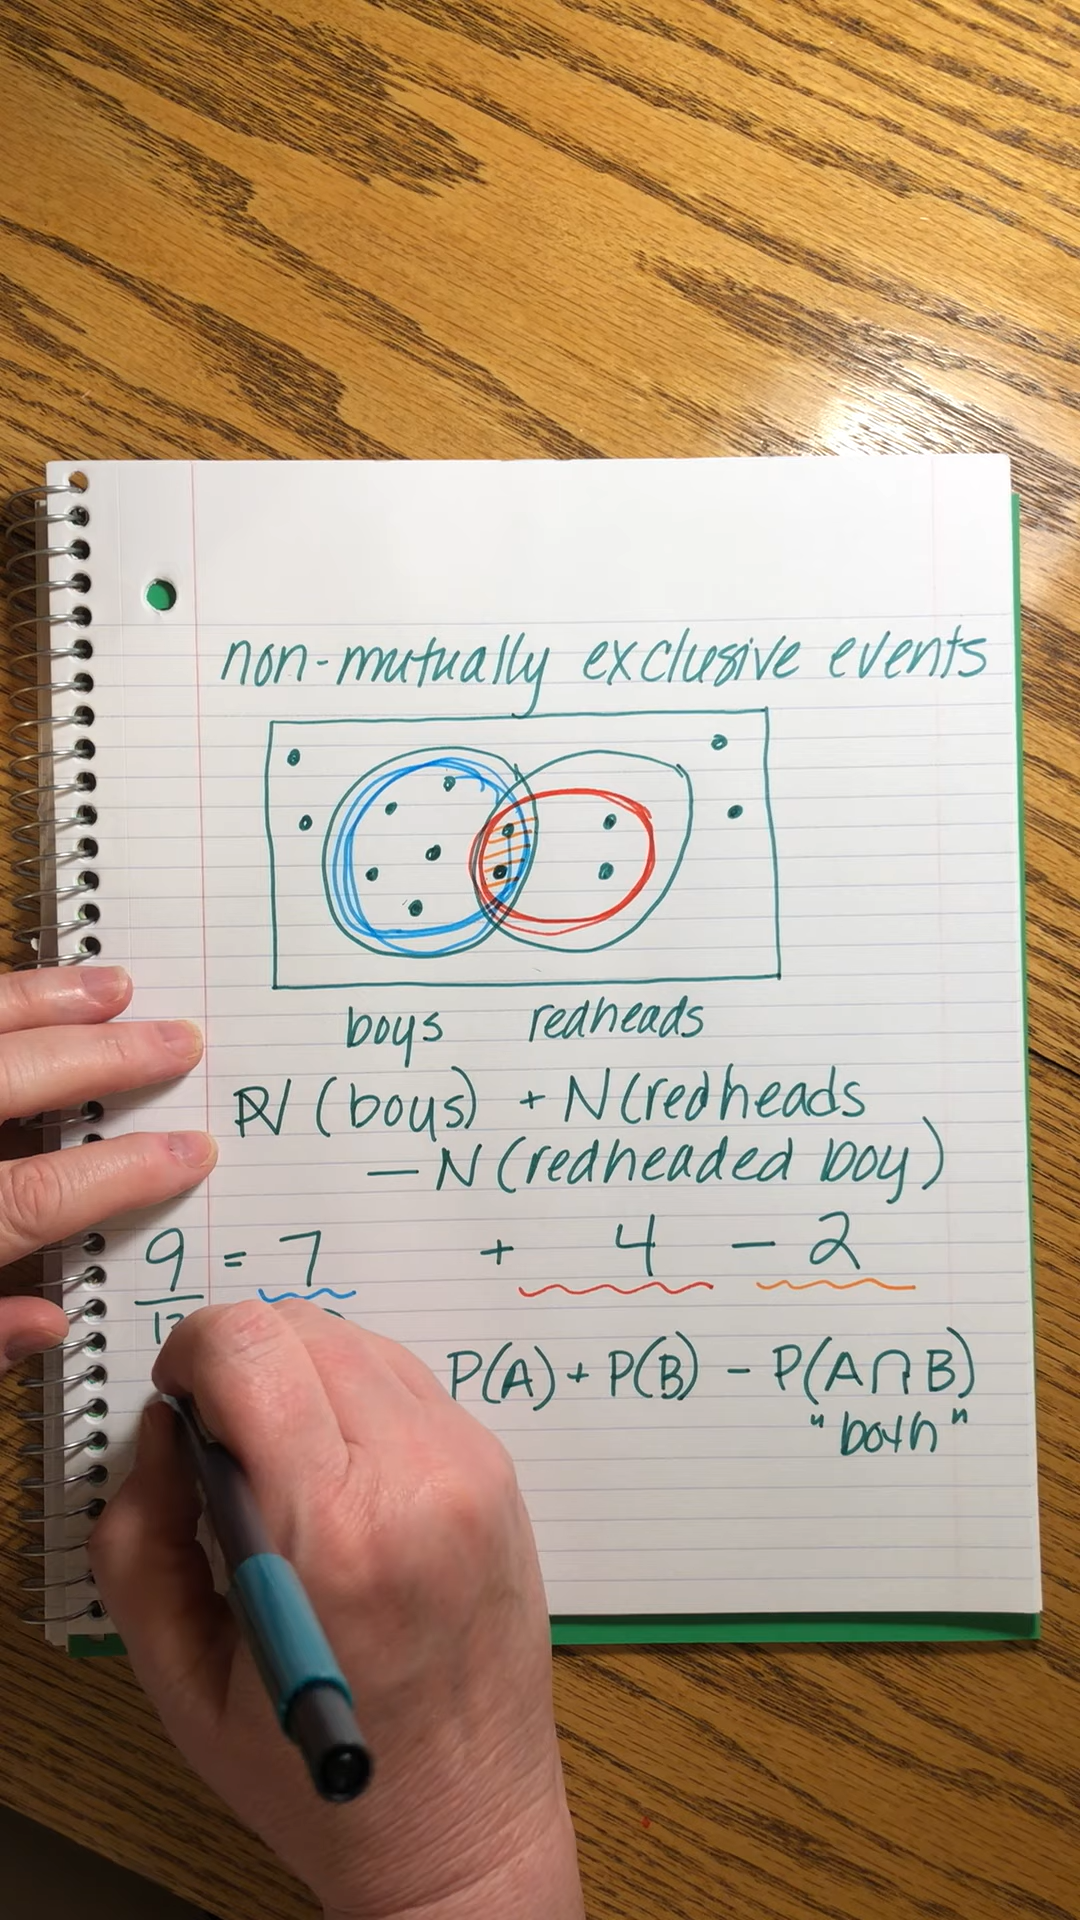 non-mutually exclusive events
boys redheads
N (boys) + N(redheads
— N (redheaded boy)
9 = 7 + 4 — 2
P(A) + P(B) - P(A∩B)
"both"